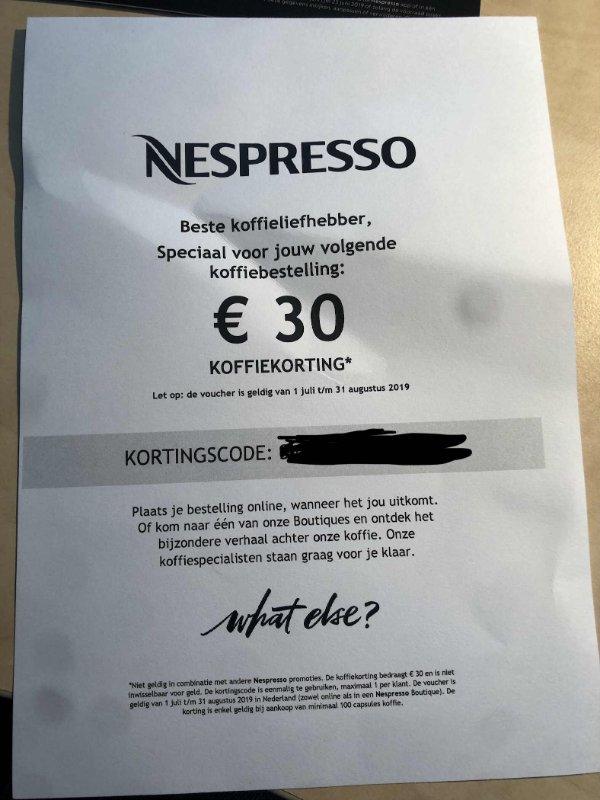 NESPRESSO
Beste koffieliefhebber,
Speciaal voor jouw volgende
koffiebestelling:
€ 30
KOFFIEKORTING*
Let op: de voucher is geldig van 1 juli t/m 31 augustus 2019
KORTINGSCODE:
Plaats je bestelling online, wanneer het jou uitkomt.
Of kom naar één van onze Boutiques en ontdek het
bijzondere verhaal achter onze koffie. Onze
koffiespecialisten staan graag voor je klaar.
what else?
*Niet geldig in combinatie met andere Nespresso promoties. De koffiekorting bedraagt € 30 en is niet
inwisselbaar voor geld. De kortingscode is eenmalig te gebruiken, maximaal 1 per klant. De voucher is
geldig van 1 juli t/m 31 augustus 2019 in Nederland (zowel online als in een Nespresso Boutique). De
korting is enkel geldig bij aankoop van minimaal 100 capsules koffie.